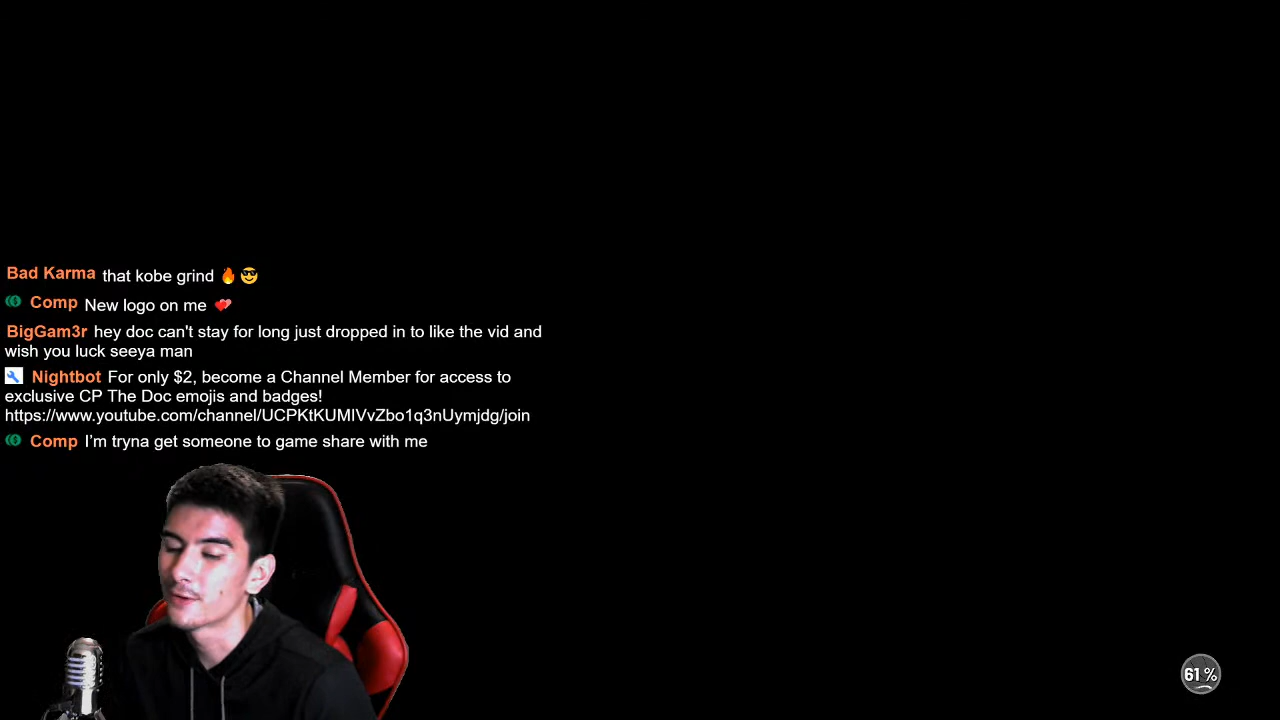 Bad Karma that kobe grind 🔥😎
Comp New logo on me 💕
BigGam3r hey doc can't stay for long just dropped in to like the vid and
wish you luck seeya man
Nightbot For only $2, become a Channel Member for access to
exclusive CP The Doc emojis and badges!
https://www.youtube.com/channel/UCPKtKUMIVvZbo1q3nUymjdg/join
Comp I’m tryna get someone to game share with me
61 %